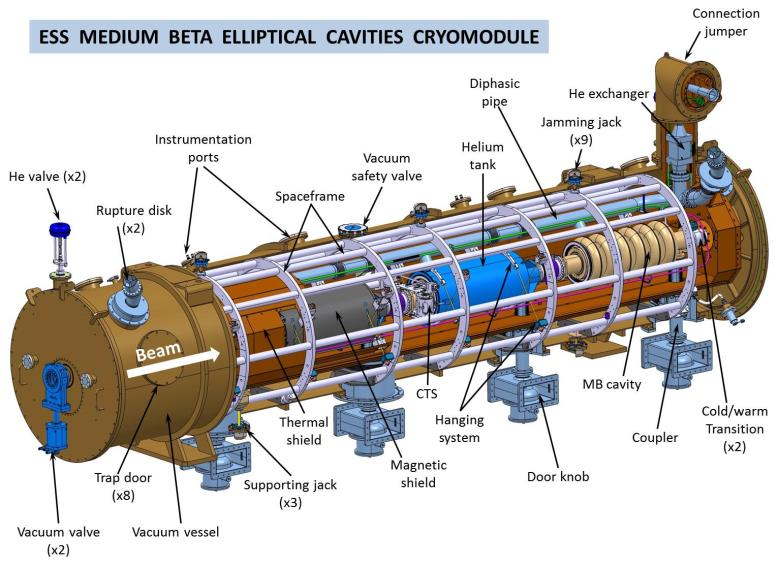 ESS MEDIUM BETA ELLIPTICAL CAVITIES CRYOMODULE
Connection
jumper
Diphasic
pipe
He exchanger
Jamming jack
(x9)
Instrumentation
ports
Helium
tank
Vacuum
safety valve
He valve (x2)
Spaceframe
Rupture disk
(x2)
Beam
MB cavity
CTS
Thermal
shield
Hanging
system
Cold/warm
Transition
(x2)
Coupler
Magnetic
shield
Door knob
Trap door
(x8)
Supporting jack
(x3)
Vacuum valve
(x2)
Vacuum vessel